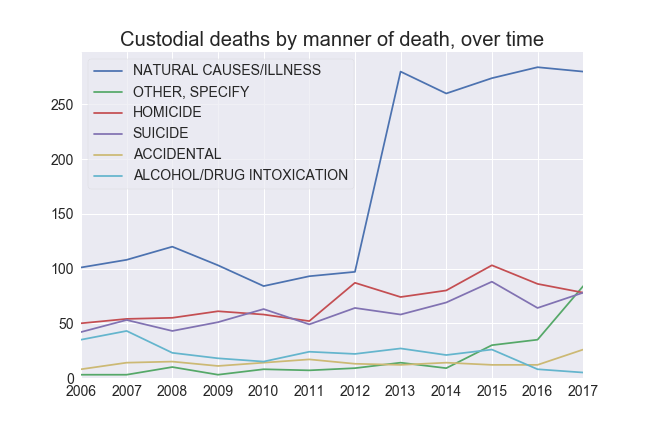 Custodial deaths by manner of death, over time
NATURAL CAUSES/ILLNESS
OTHER, SPECIFY
HOMICIDE
SUICIDE
ACCIDENTAL
ALCOHOL/DRUG INTOXICATION
250
200
150
100
50
0
2006 2007 2008 2009 2010 2011 2012 2013 2014 2015 2016 2017